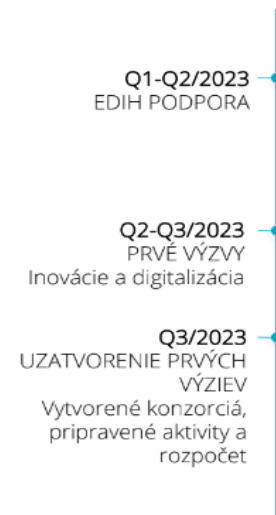 Q1-Q2/2023
EDIH PODPORA
Q2-Q3/2023
PRVÉ VÝZVY
Inovácie a digitalizácia
Q3/2023
UZATVORENIE PRVÝCH
VÝZIEV
Vytvorené konzorciá,
pripravené aktivity a
rozpočet